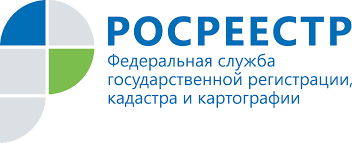 РОСРЕЕСТР
Федеральная служба
государственной регистрации,
кадастра и картографии